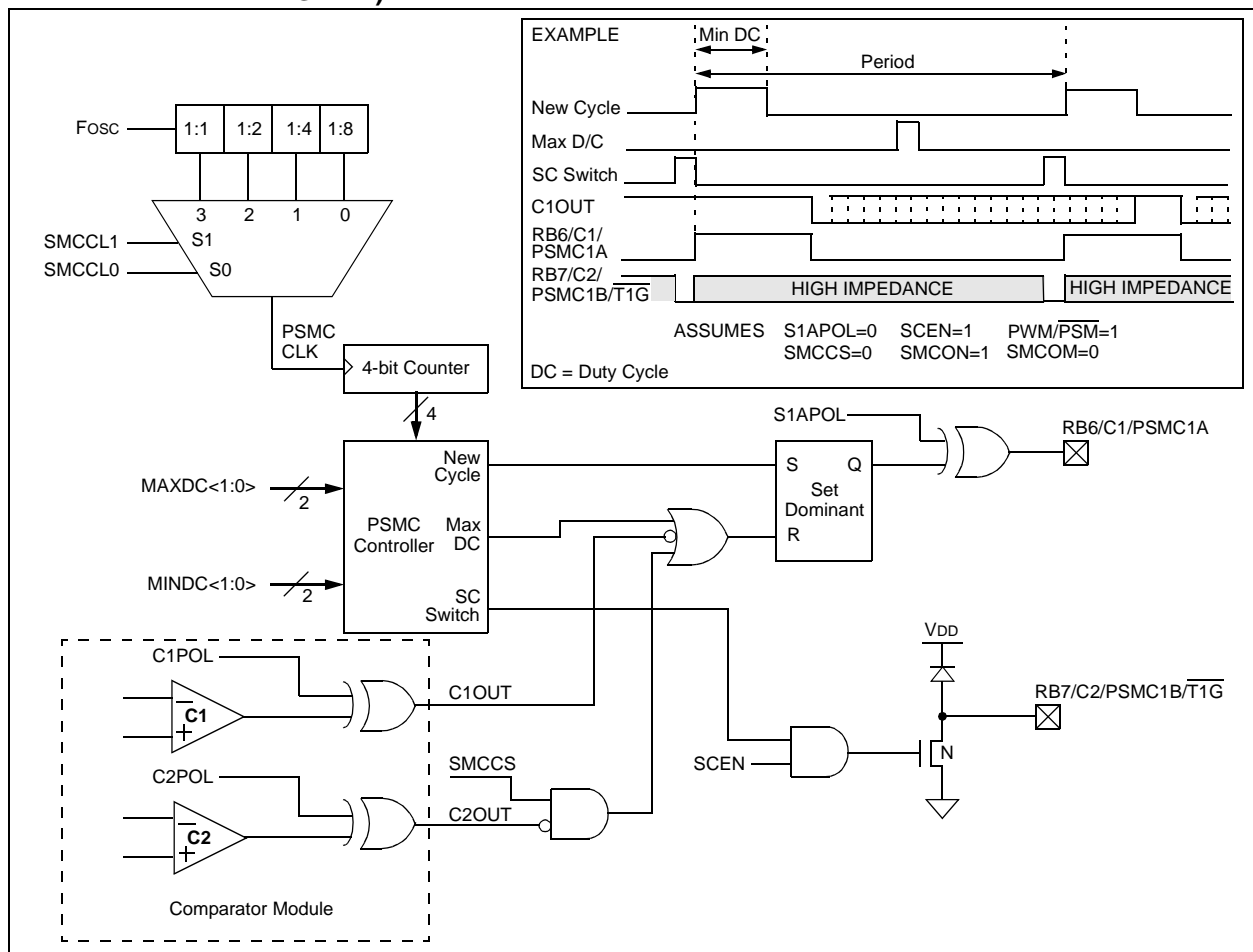 EXAMPLE
Min DC
Period
New Cycle
Max D/C
SC Switch
C1OUT
RB6/C1/
PSMC1A
RB7/C2/
PSMC1B/T1G
HIGH IMPEDANCE
HIGH IMPEDANCE
ASSUMES S1APOL=0 SCEN=1 PWM/PSM=1
SMCCS=0 SMCON=1 SMCOM=0
DC = Duty Cycle
FOSC
1:1 1:2 1:4 1:8
3 2 1 0
SMCCL1
S1
SMCCL0
S0
PSMC
CLK
4-bit Counter
4
S1APOL
RB6/C1/PSMC1A
New
Cycle
S Q
Set
Dominant
R
MAXDC<1:0>
2
PSMC
Controller
Max
DC
MINDC<1:0>
2
SC
Switch
C1POL
C1OUT
–
C1
+
VDD
RB7/C2/PSMC1B/T1G
N
SCEN
SMCCS
C2POL
C2OUT
–
C2
+
Comparator Module